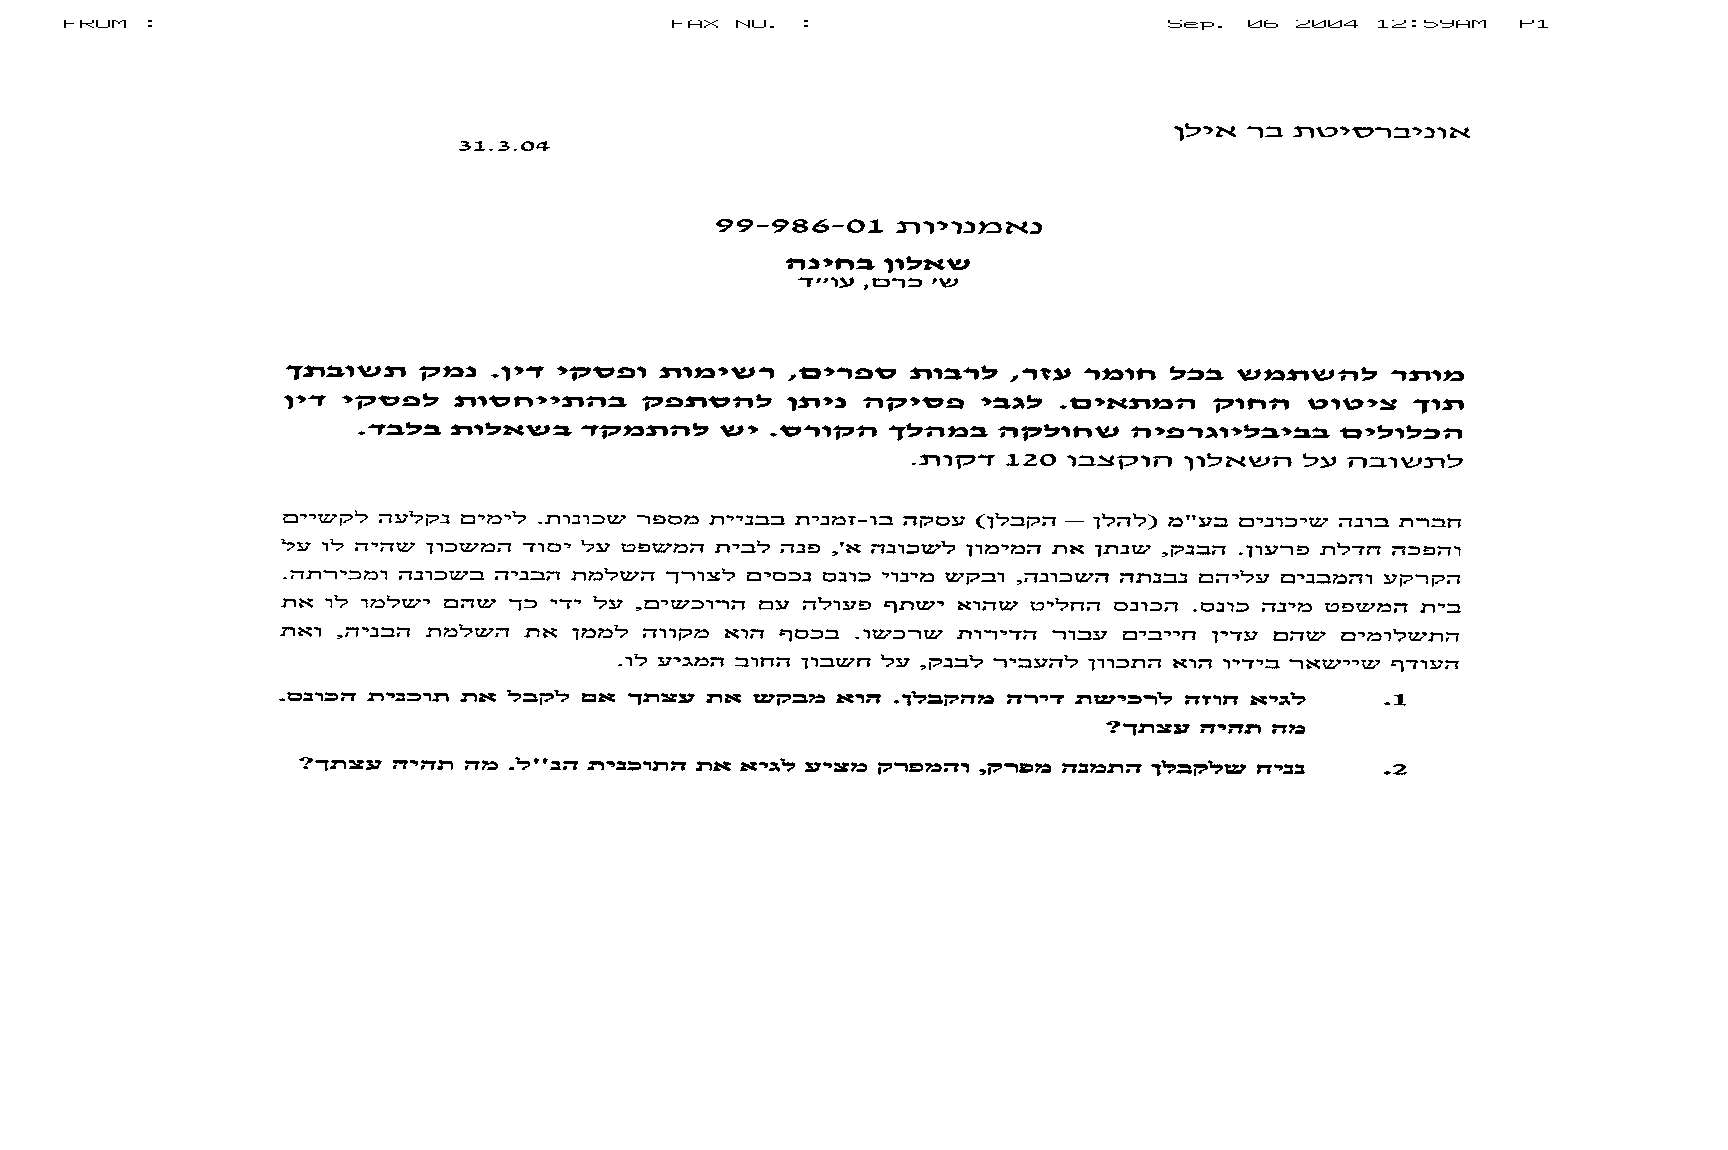 FROM : FAX NO. : Sep. 06 2004 12:59AM P1
אוניברסיטת בר אילן
31.3.04
נאמנויות 99-986-01
שאלון בחינה
ש' כרם, עו"ד
מותר להשתמש בכל חומר עזר, לרבות ספרים, רשימות ופסקי דין. נמק תשובתך
תוך ציטוט החוק המתאים. לגבי פסיקה ניתן להסתפק בהתייחסות לפסקי דין
הכלולים בביבליוגרפיה שחולקה במהלך הקורס. יש להתמקד בשאלות בלבד.
לתשובה על השאלון הוקצבו 120 דקות.
חברת בונה שיכונים בע"מ (להלן – הקבלן) עסקה בו-זמנית בבניית מספר שכונות. לימים נקלעה לקשיים
והפכה חדלת פרעון. הבנק, שנתן את המימון לשכונה א', פנה לבית המשפט על יסוד המשכון שהיה לו על
הקרקע והמבנים עליהם נבנתה השכונה, ובקש מינוי כונס נכסים לצורך השלמת הבניה בשכונה ומכירתה.
בית המשפט מינה כונס. הכונס החליט שהוא ישתף פעולה עם הרוכשים, על ידי כך שהם ישלמו לו את
התשלומים שהם עדין חייבים עבור הדירות שרכשו. בכסף הוא מקווה לממן את השלמת הבניה, ואת
העודף שיישאר בידיו הוא התכוון להעביר לבנק, על חשבון החוב המגיע לו.
1. לגיא חוזה לרכישת דירה מהקבלן. הוא מבקש את עצתך אם לקבל את תוכנית הכונס.
מה תהיה עצתך?
2. נניח שלקבלן התמנה מפרק, והמפרק מציע לגיא את התוכנית הנ"ל. מה תהיה עצתך?